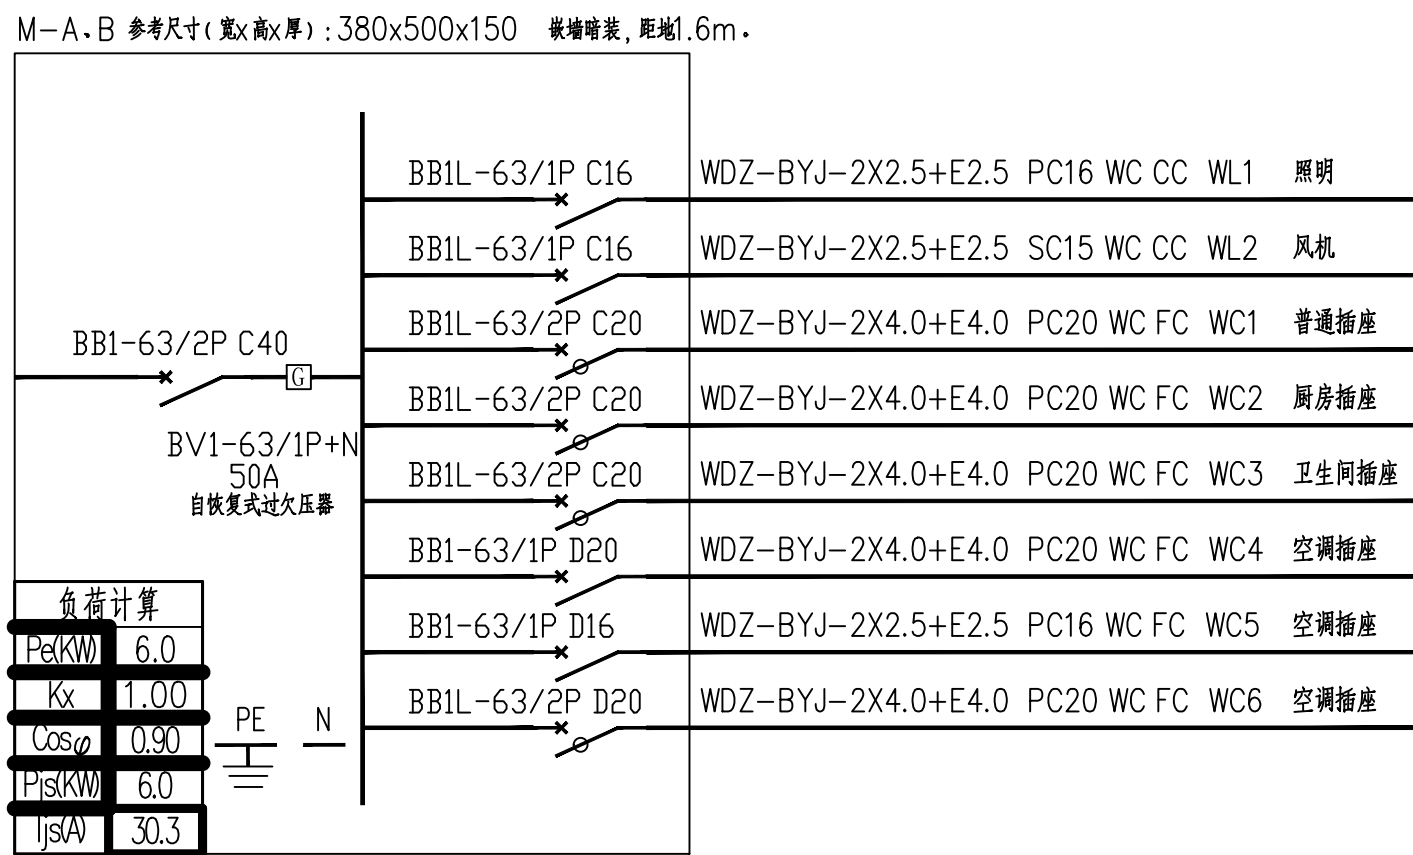 M-A、B 参考尺寸(宽x高x厚):380x500x150 嵌墙暗装,距地1.6m。
BB1L-63/1P C16 WDZ-BYJ-2X2.5+E2.5 PC16 WC CC WL1 照明
BB1L-63/1P C16 WDZ-BYJ-2X2.5+E2.5 SC15 WC CC WL2 风机
BB1L-63/2P C20 WDZ-BYJ-2X4.0+E4.0 PC20 WC FC WC1 普通插座
BB1-63/2P C40
G
BB1L-63/2P C20 WDZ-BYJ-2X4.0+E4.0 PC20 WC FC WC2 厨房插座
BV1-63/1P+N
50A
自恢复式过欠压器
BB1L-63/2P C20 WDZ-BYJ-2X4.0+E4.0 PC20 WC FC WC3 卫生间插座
BB1-63/1P D20 WDZ-BYJ-2X4.0+E4.0 PC20 WC FC WC4 空调插座
BB1-63/1P D16 WDZ-BYJ-2X2.5+E2.5 PC16 WC FC WC5 空调插座
BB1L-63/2P D20 WDZ-BYJ-2X4.0+E4.0 PC20 WC FC WC6 空调插座
负荷计算
Pe(KW) 6.0
Kx 1.00
Cosφ 0.90
Pjs(KW) 6.0
Ijs(A) 30.3
PE N